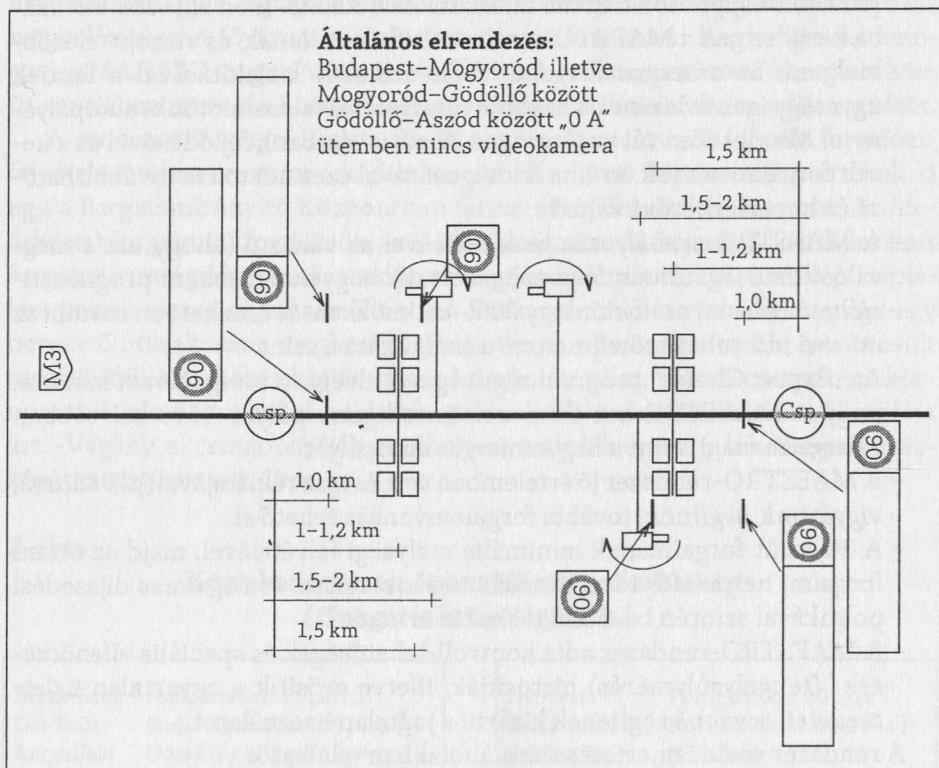 Általános elrendezés:
Budapest–Mogyoród, illetve
Mogyoród–Gödöllő között
Gödöllő–Aszód között „0 A”
ütemben nincs videokamera
1,5 km
1,5–2 km
1–1,2 km
1,0 km
90
90
90
M3
Csp.
Csp.
1,0 km
1–1,2 km
1,5–2 km
1,5 km
90
90
90